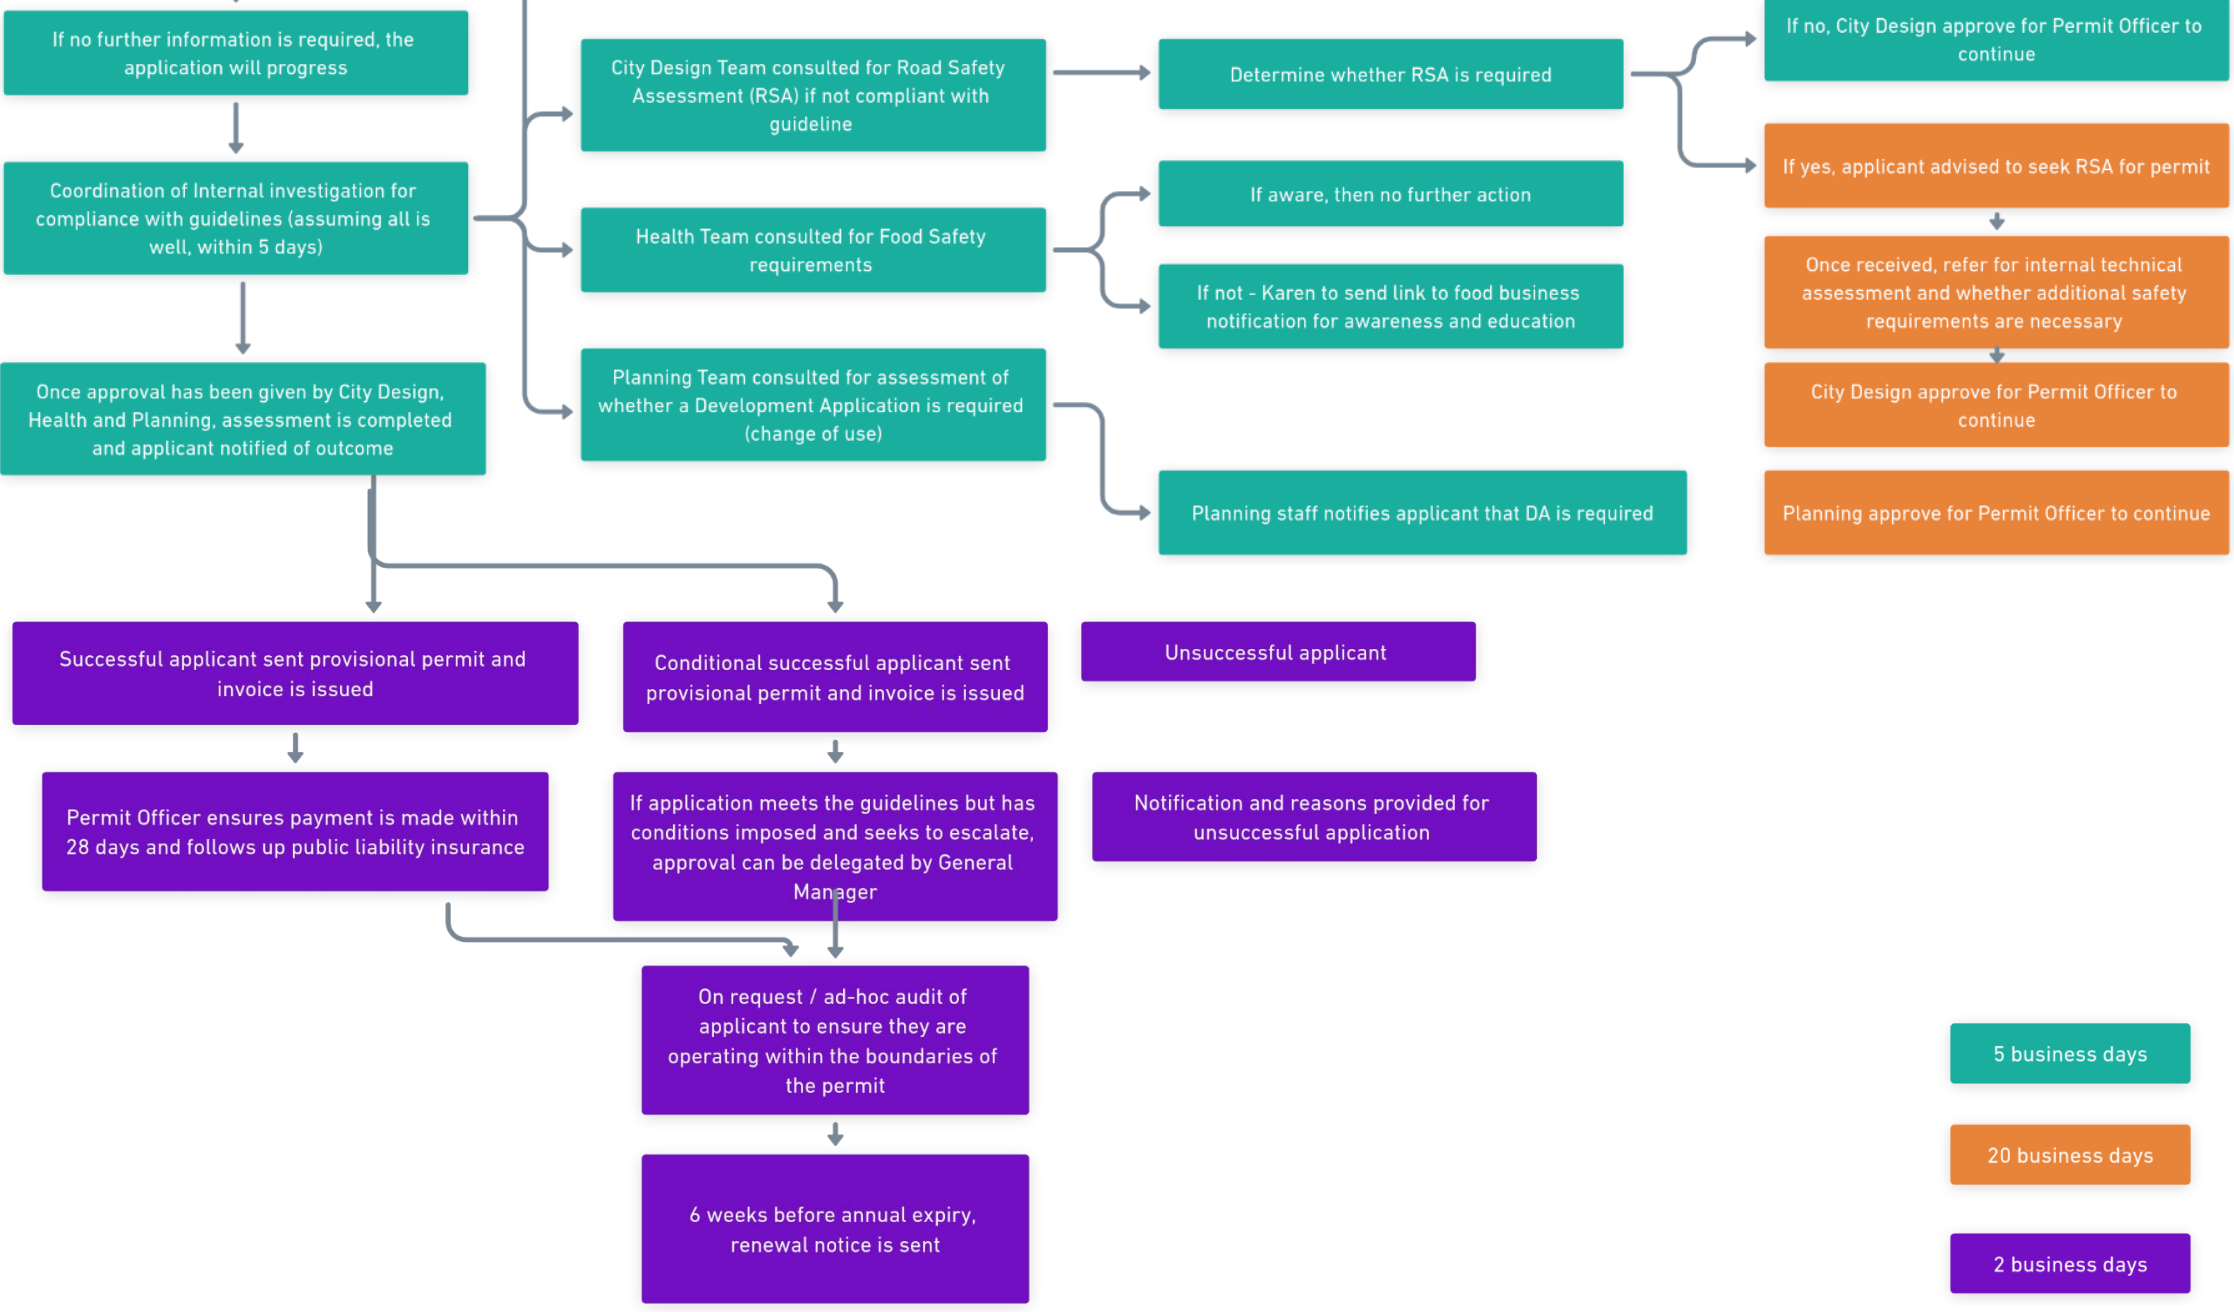 If no further information is required, the
application will progress
Coordination of Internal investigation for
compliance with guidelines (assuming all is
well, within 5 days)
Once approval has been given by City Design,
Health and Planning, assessment is completed
and applicant notified of outcome
City Design Team consulted for Road Safety
Assessment (RSA) if not compliant with
guideline
Health Team consulted for Food Safety
requirements
Planning Team consulted for assessment of
whether a Development Application is required
(change of use)
Determine whether RSA is required
If aware, then no further action
If not - Karen to send link to food business
notification for awareness and education
Planning staff notifies applicant that DA is required
If no, City Design approve for Permit Officer to
continue
If yes, applicant advised to seek RSA for permit
Once received, refer for internal technical
assessment and whether additional safety
requirements are necessary
City Design approve for Permit Officer to
continue
Planning approve for Permit Officer to continue
Successful applicant sent provisional permit and
invoice is issued
Conditional successful applicant sent
provisional permit and invoice is issued
Unsuccessful applicant
Permit Officer ensures payment is made within
28 days and follows up public liability insurance
If application meets the guidelines but has
conditions imposed and seeks to escalate,
approval can be delegated by General
Manager
Notification and reasons provided for
unsuccessful application
On request / ad-hoc audit of
applicant to ensure they are
operating within the boundaries of
the permit
6 weeks before annual expiry,
renewal notice is sent
5 business days
20 business days
2 business days